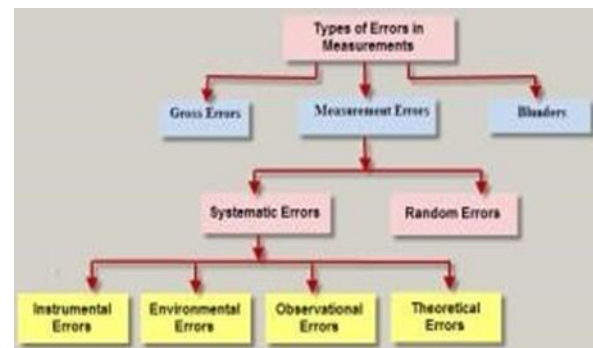 Types of Errors in
Measurements
Gross Errors
Measurement Errors
Blunders
Systematic Errors
Random Errors
Instrumental
Errors
Environmental
Errors
Observational
Errors
Theoretical
Errors